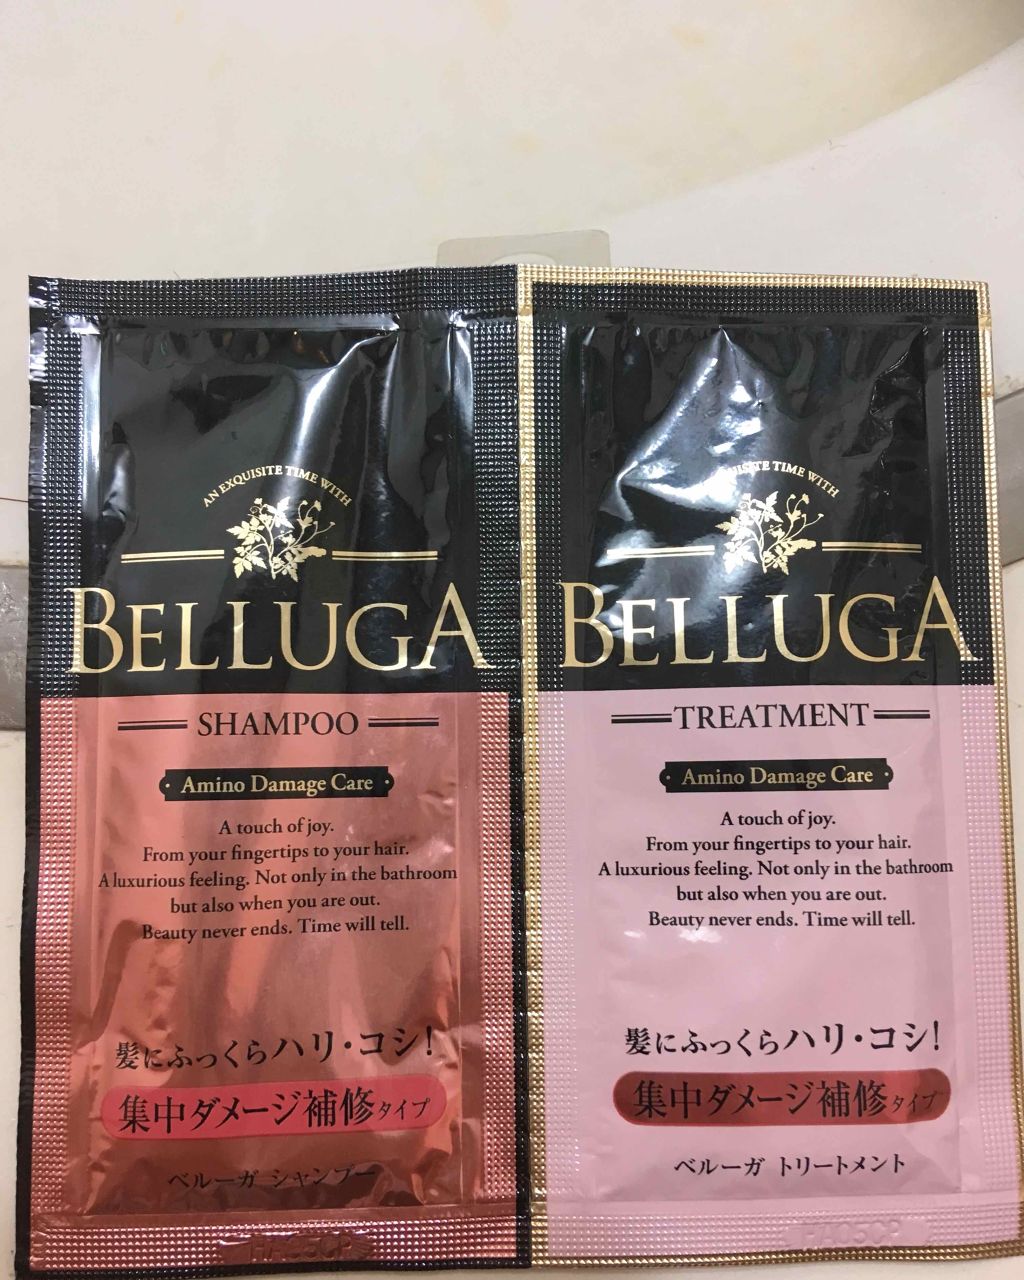 AN EXQUISITE TIME WITH
BELLUGA
SHAMPOO
Amino Damage Care
A touch of joy.
From your fingertips to your hair.
A luxurious feeling. Not only in the bathroom
but also when you are out.
Beauty never ends. Time will tell.
髪にふっくらハリ・コシ!
集中ダメージ補修タイプ
ベルーガ シャンプー
TIME WITH
BELLUGA
TREATMENT
Amino Damage Care
A touch of joy.
From your fingertips to your hair.
A luxurious feeling. Not only in the bathroom
but also when you are out.
Beauty never ends. Time will tell.
髪にふっくらハリ・コシ!
集中ダメージ補修タイプ
ベルーガ トリートメント